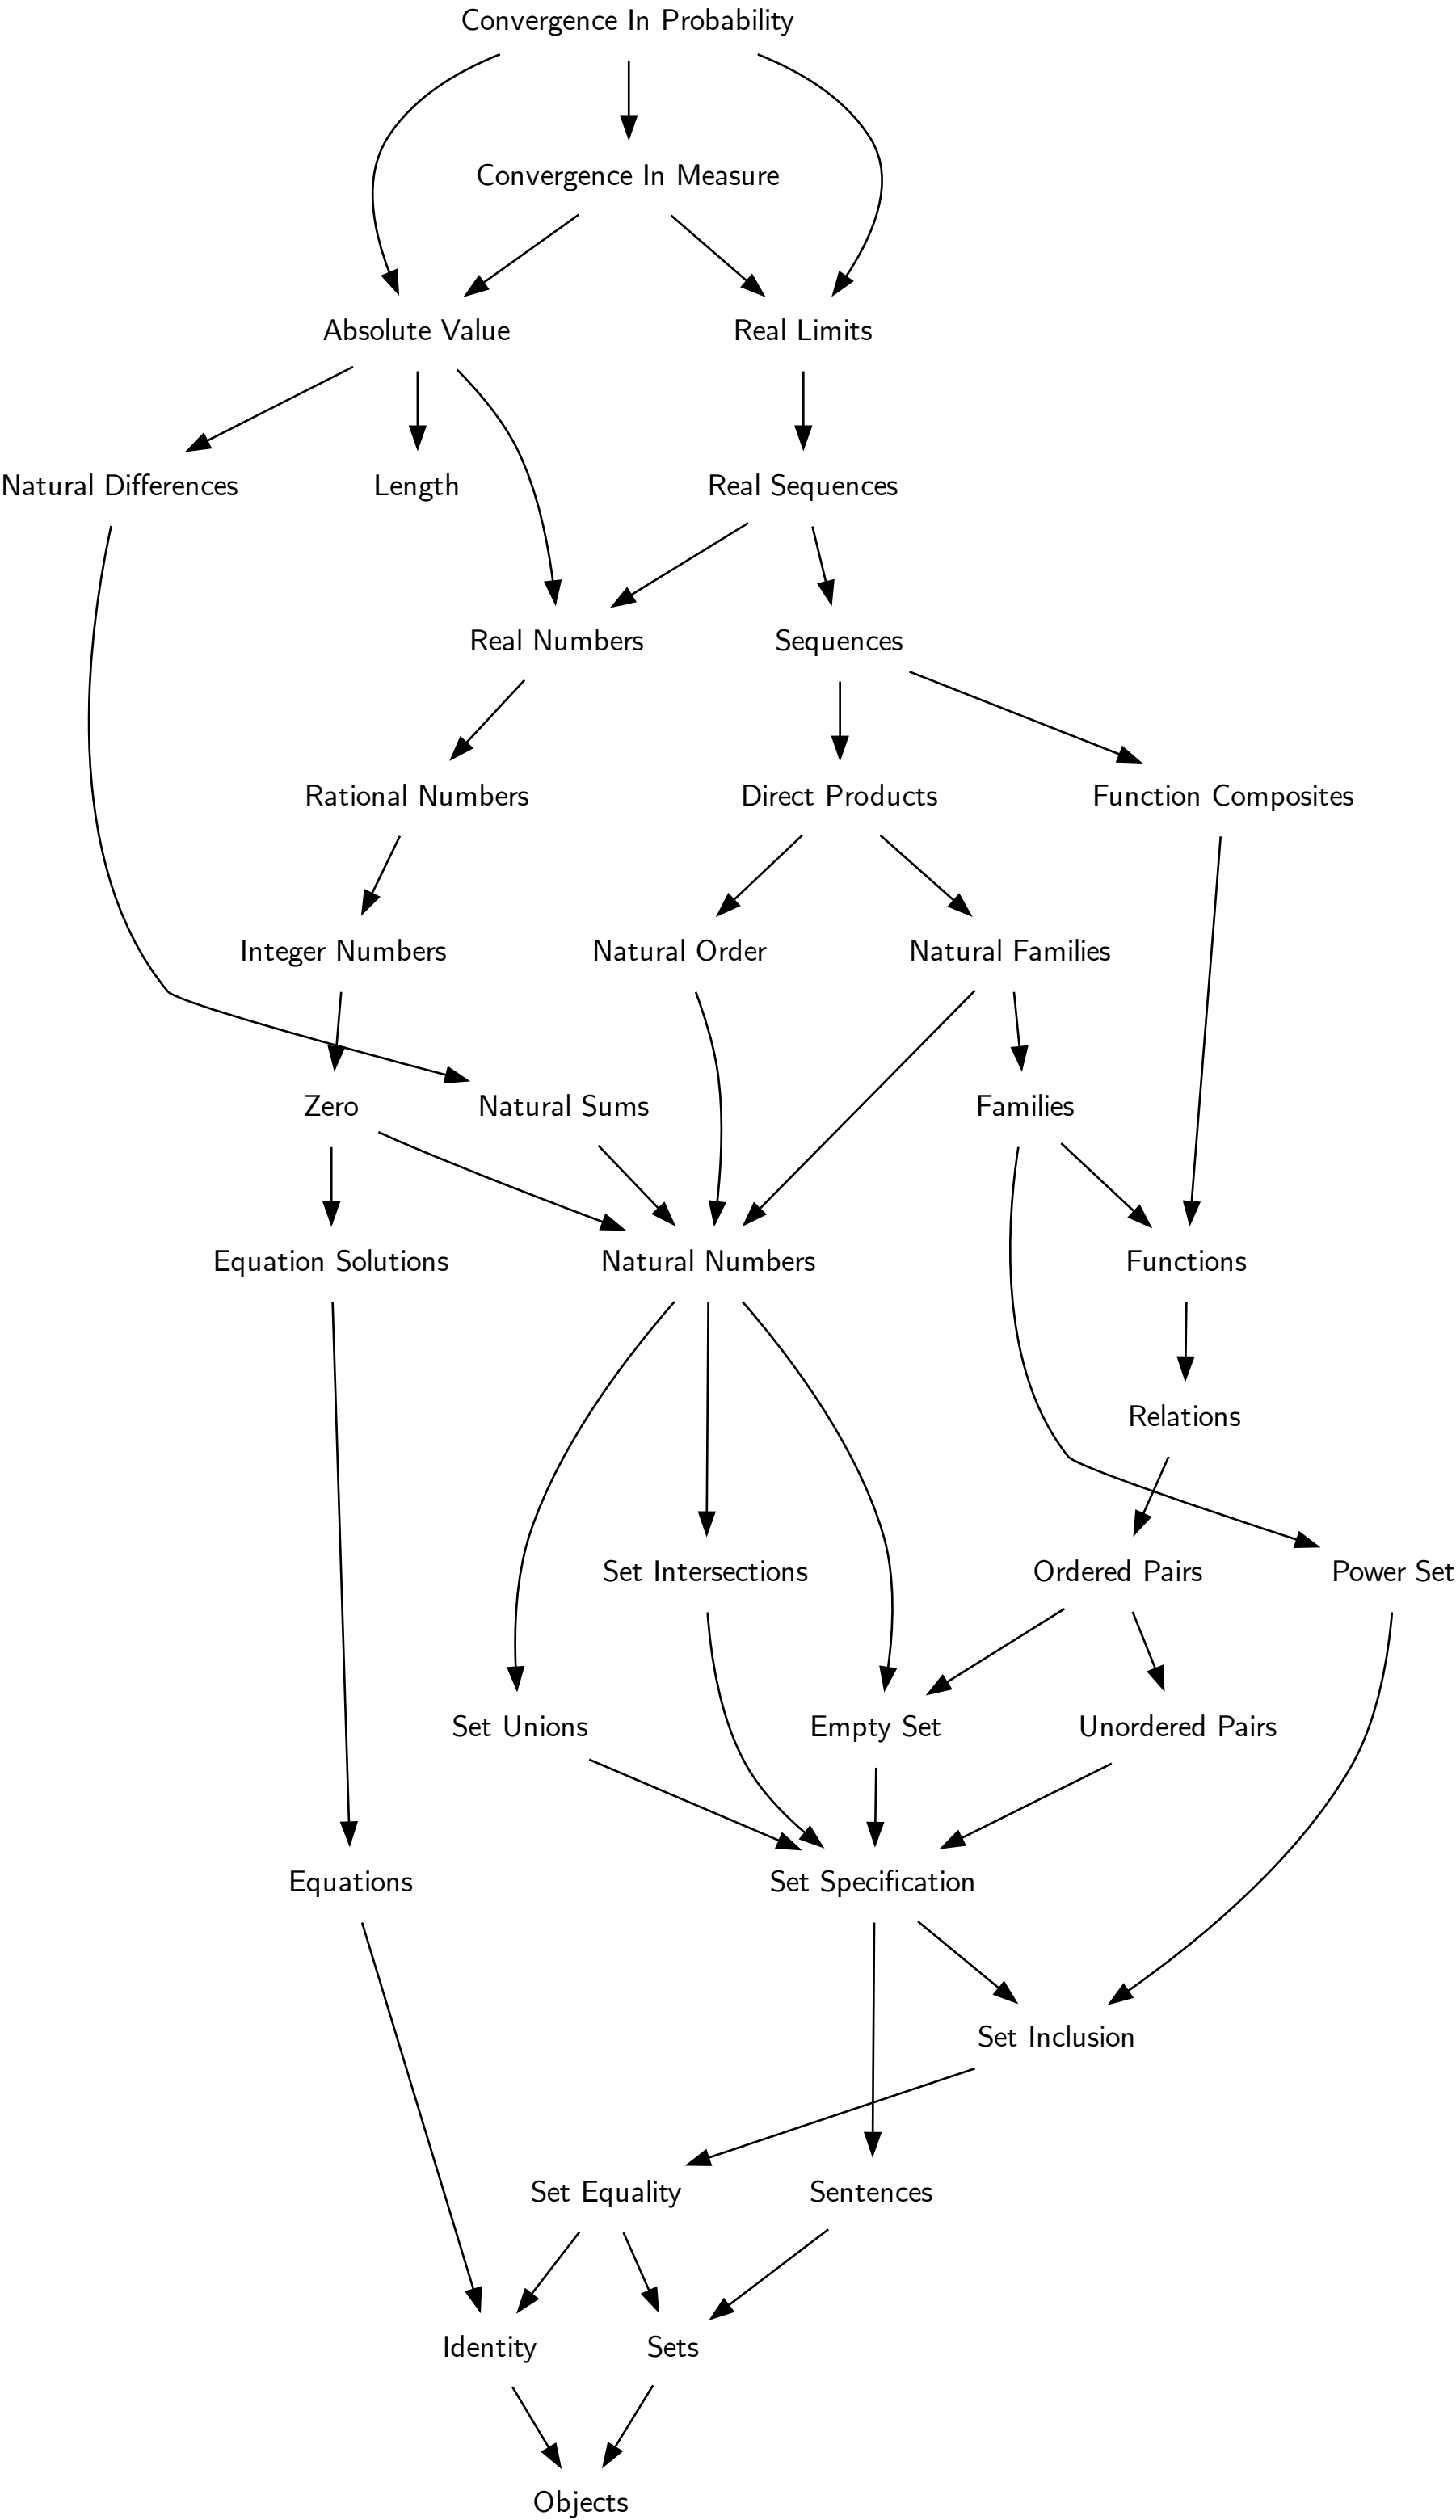 Convergence In Probability
Convergence In Measure
Absolute Value
Real Limits
Natural Differences
Length
Real Sequences
Real Numbers
Sequences
Rational Numbers
Direct Products
Function Composites
Integer Numbers
Natural Order
Natural Families
Zero
Natural Sums
Families
Equation Solutions
Natural Numbers
Functions
Relations
Set Intersections
Ordered Pairs
Power Set
Set Unions
Empty Set
Unordered Pairs
Equations
Set Specification
Set Inclusion
Set Equality
Sentences
Identity
Sets
Objects